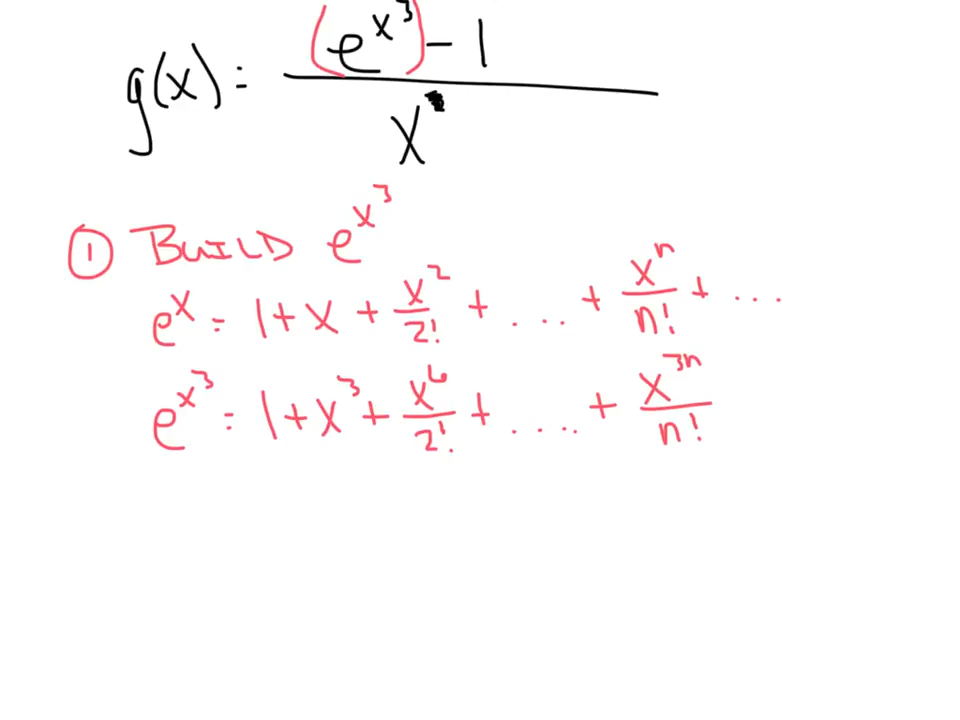 g(x) = ((e^{x^3}) - 1) / x
① BUILD e^{x^3}
e^x = 1 + x + x^2/2! + .... + x^n/n! + ...
e^{x^3} = 1 + x^3 + x^6/2! + .... + x^{3n}/n!